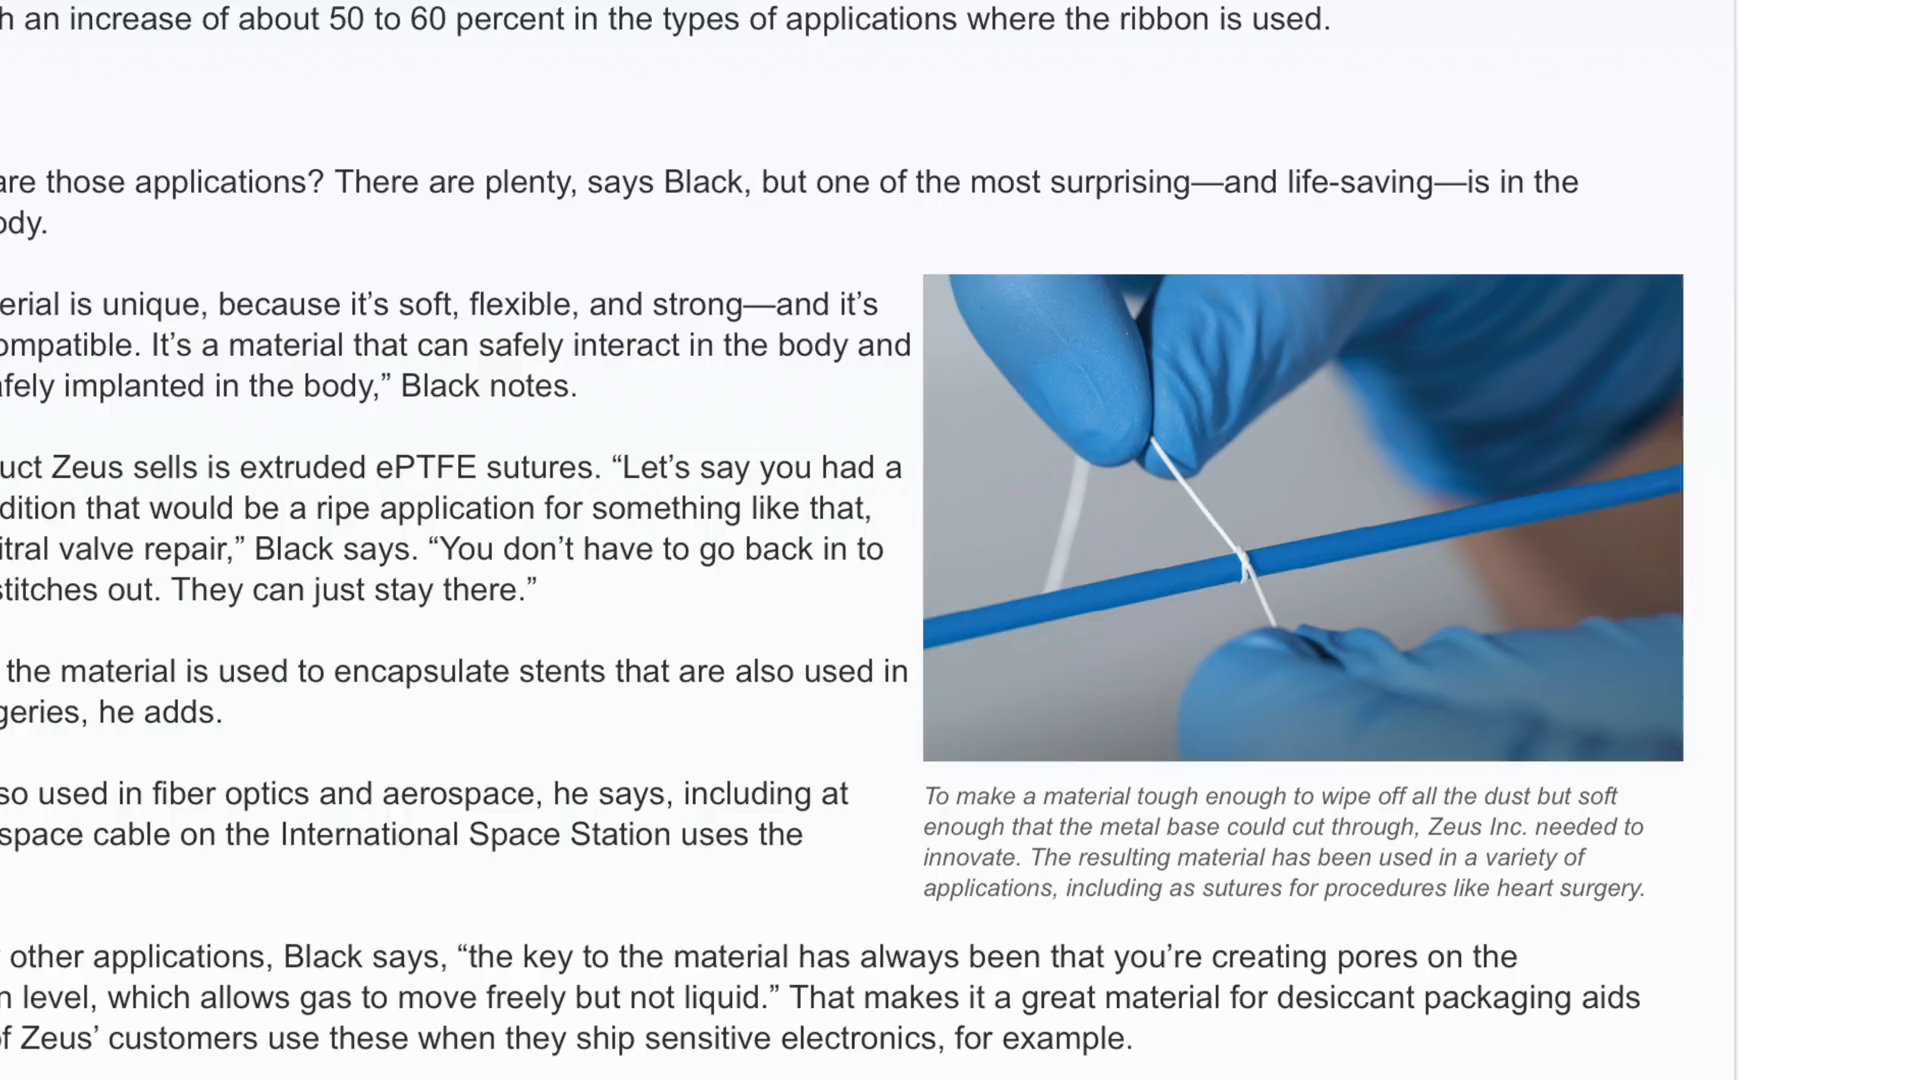 h an increase of about 50 to 60 percent in the types of applications where the ribbon is used.
are those applications? There are plenty, says Black, but one of the most surprising—and life-saving—is in the
ody.
erial is unique, because it’s soft, flexible, and strong—and it’s
ompatible. It’s a material that can safely interact in the body and
afely implanted in the body,” Black notes.
uct Zeus sells is extruded ePTFE sutures. “Let’s say you had a
dition that would be a ripe application for something like that,
itral valve repair,” Black says. “You don’t have to go back in to
stitches out. They can just stay there.”
the material is used to encapsulate stents that are also used in
geries, he adds.
so used in fiber optics and aerospace, he says, including at
space cable on the International Space Station uses the
To make a material tough enough to wipe off all the dust but soft
enough that the metal base could cut through, Zeus Inc. needed to
innovate. The resulting material has been used in a variety of
applications, including as sutures for procedures like heart surgery.
other applications, Black says, “the key to the material has always been that you’re creating pores on the
n level, which allows gas to move freely but not liquid.” That makes it a great material for desiccant packaging aids
of Zeus’ customers use these when they ship sensitive electronics, for example.